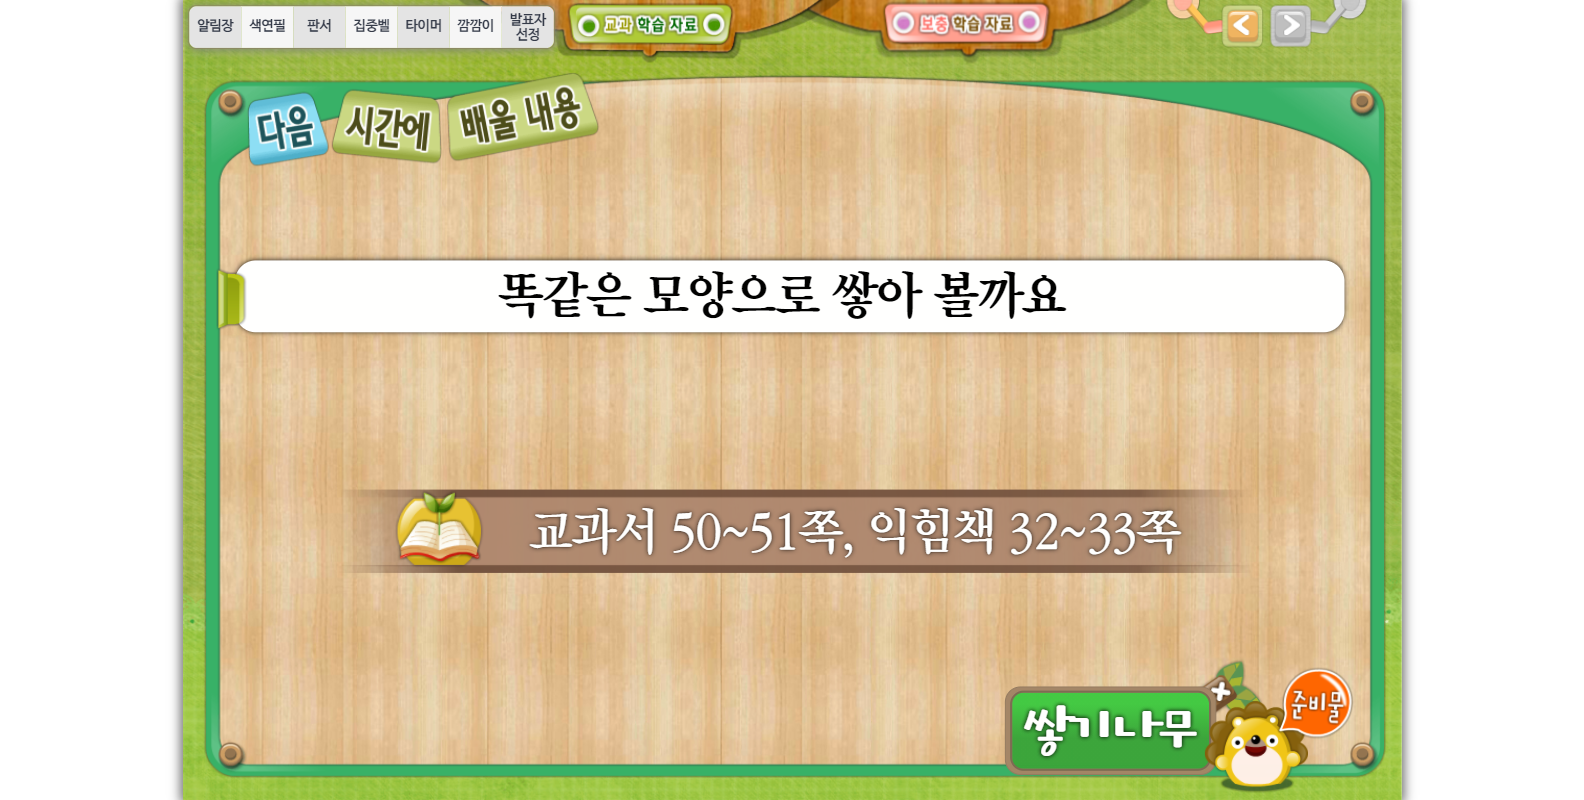 알림장 색연필 판서 집중벨 타이머 깜깜이 발표자 선정
교과 학습 자료
보충 학습 자료
다음 시간에 배울 내용
똑같은 모양으로 쌓아 볼까요
교과서 50~51쪽, 익힘책 32~33쪽
쌓기나무
준비물